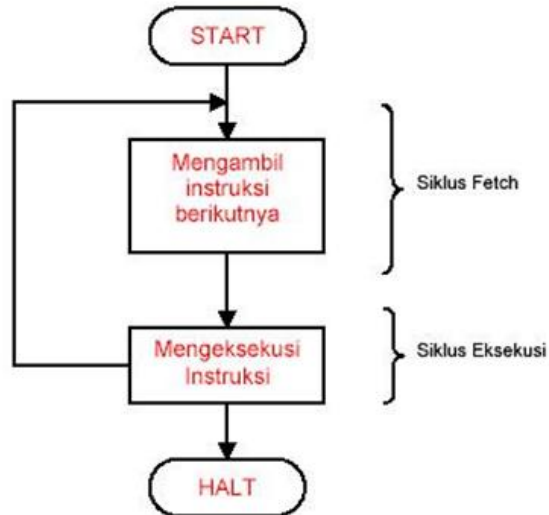 START
Mengambil
instruksi
berikutnya
Siklus Fetch
Mengeksekusi
Instruksi
Siklus Eksekusi
HALT